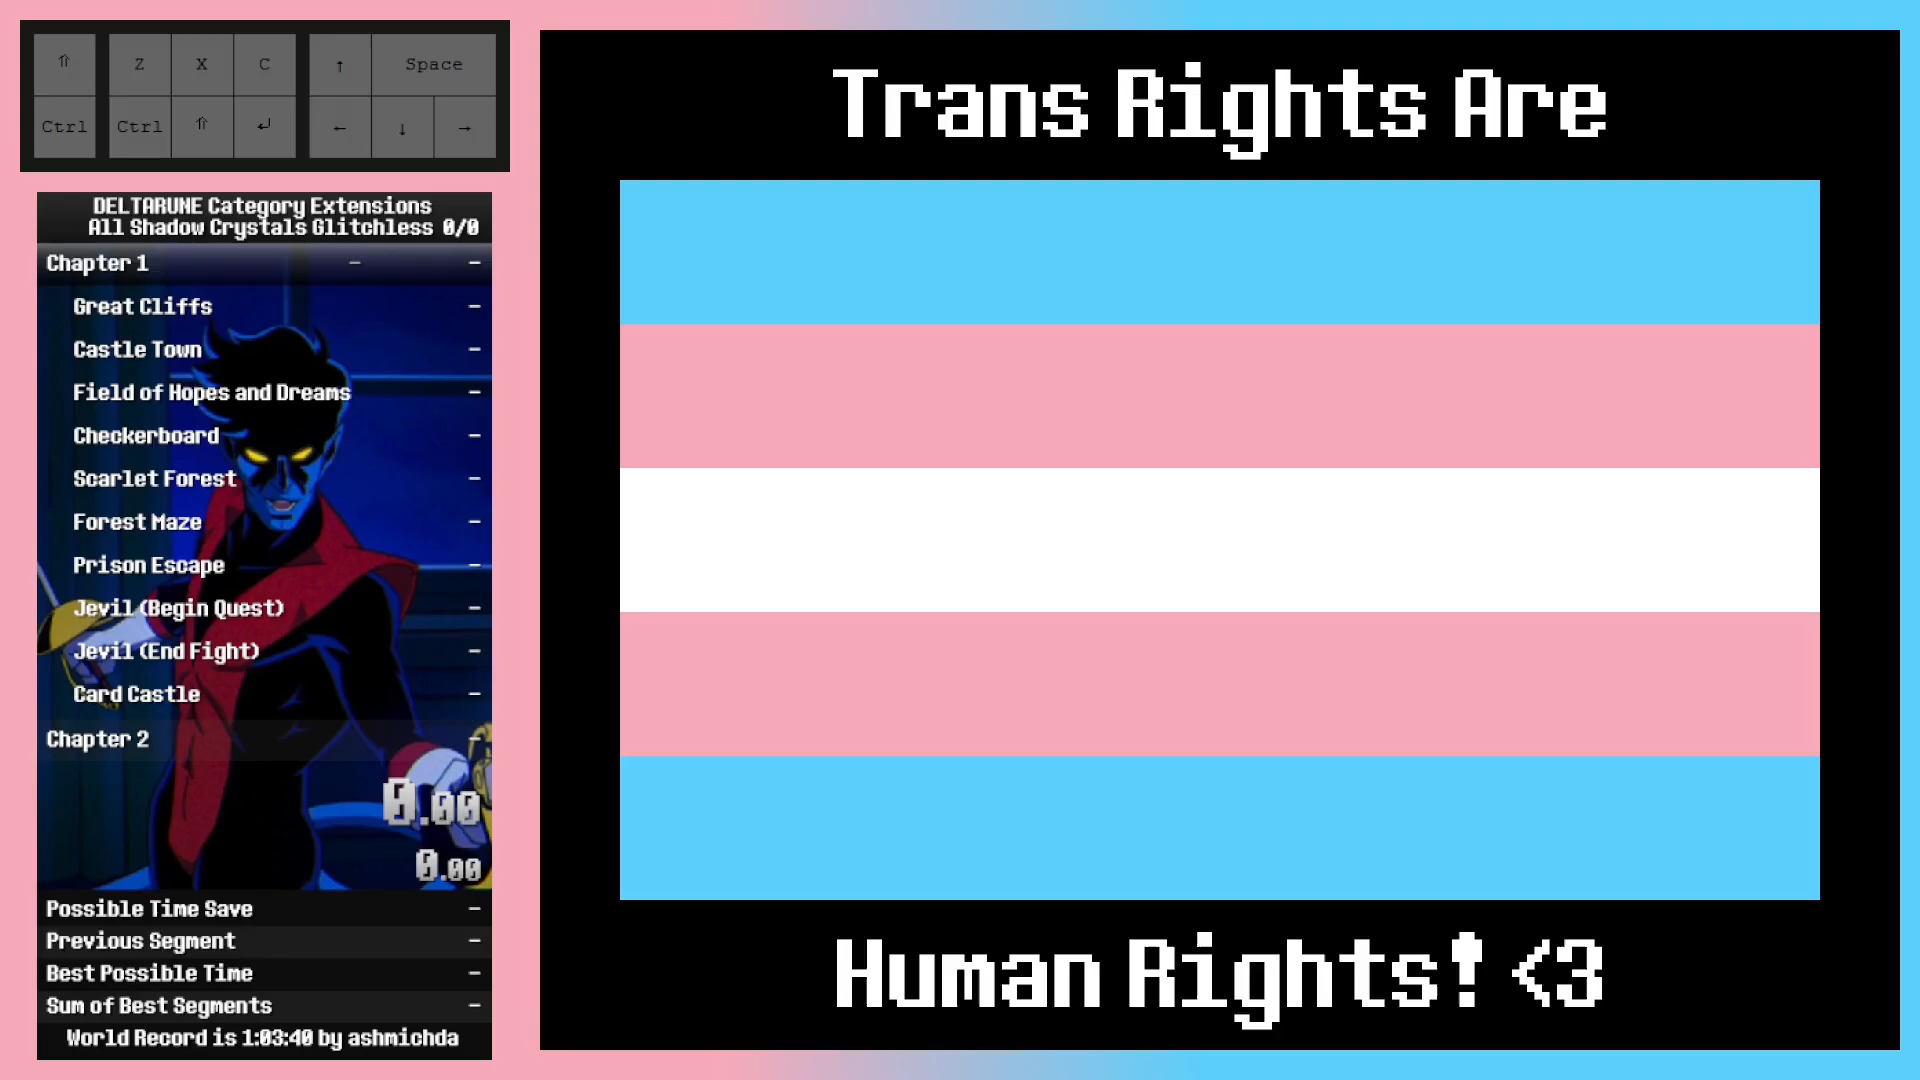 ⇧ Z X C ↑ Space
Ctrl Ctrl ⇧ ↵ ← ↓ →
DELTARUNE Category Extensions
All Shadow Crystals Glitchless 0/0
Chapter 1 – –
Great Cliffs –
Castle Town –
Field of Hopes and Dreams –
Checkerboard –
Scarlet Forest –
Forest Maze –
Prison Escape –
Jevil (Begin Quest) –
Jevil (End Fight) –
Card Castle –
Chapter 2 –
0.00
0.00
Possible Time Save –
Previous Segment –
Best Possible Time –
Sum of Best Segments –
World Record is 1:03:40 by ashmichda
Trans Rights Are
Human Rights! <3